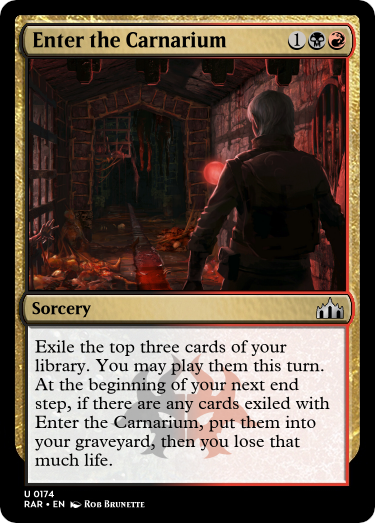 Enter the Carnarium 1
Sorcery
Exile the top three cards of your
library. You may play them this turn.
At the beginning of your next end
step, if there are any cards exiled with
Enter the Carnarium, put them into
your graveyard, then you lose that
much life.
U 0174
RAR • EN Rob Brunette